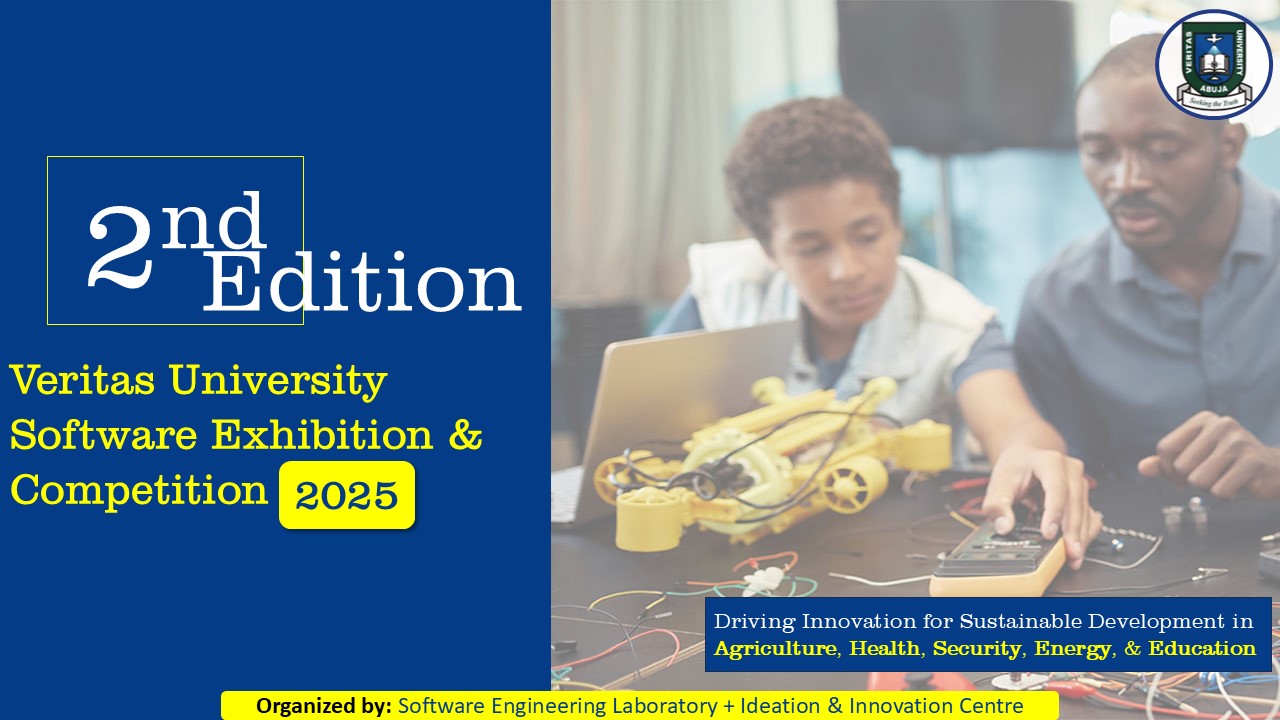 2nd
Edition
Veritas University
Software Exhibition &
Competition 2025
VERITAS UNIVERSITY
ABUJA
Seeking the Truth
Driving Innovation for Sustainable Development in
Agriculture, Health, Security, Energy, & Education
Organized by: Software Engineering Laboratory + Ideation & Innovation Centre